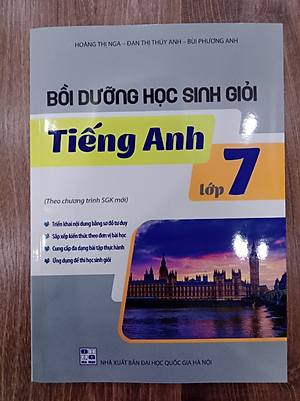 HOÀNG THỊ NGA – ĐAN THỊ THÚY ANH – BÙI PHƯƠNG ANH
BỒI DƯỠNG HỌC SINH GIỎI
Tiếng Anh
lớp 7
(Theo chương trình SGK mới)
Triển khai nội dung bằng sơ đồ tư duy
Sắp xếp kiến thức theo đơn vị bài học
Cung cấp đa dạng bài tập thực hành
Ứng dụng để thi học sinh giỏi
NHÀ XUẤT BẢN ĐẠI HỌC QUỐC GIA HÀ NỘI